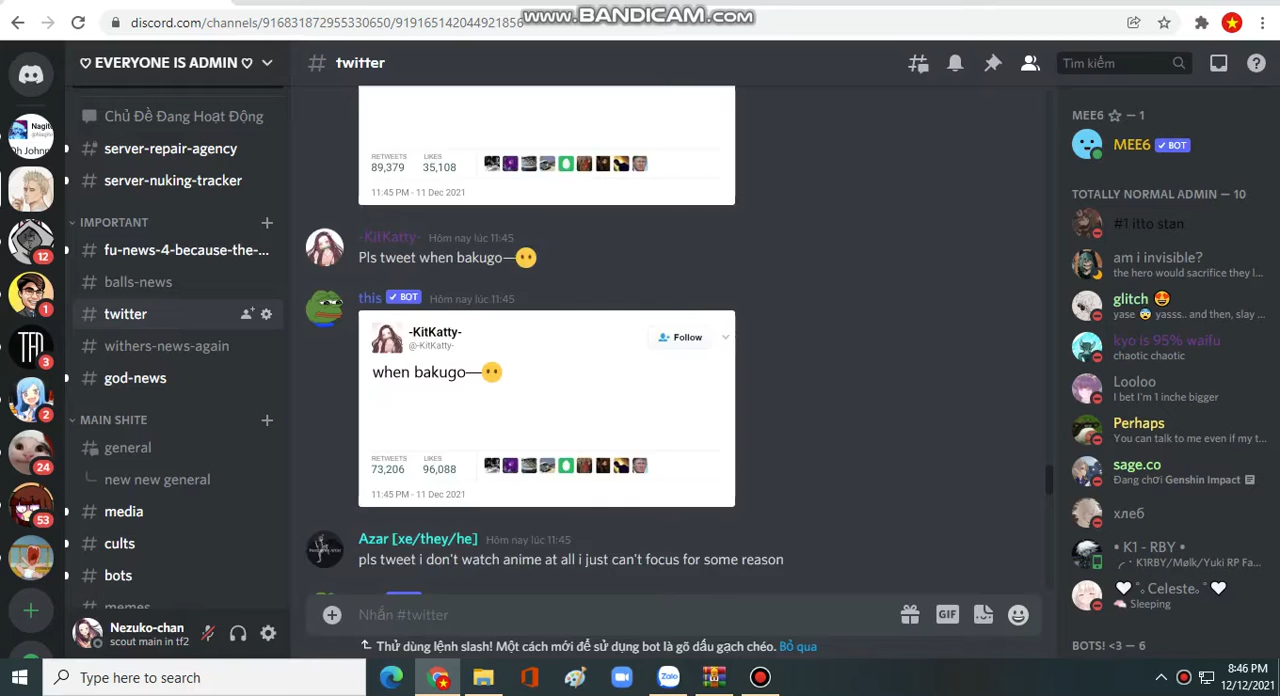 discord.com/channels/916831872955330650/919165142044921856
www.BANDICAM.com
♡ EVERYONE IS ADMIN ♡
# twitter
Tìm kiếm
Chủ Đề Đang Hoạt Động
server-repair-agency
server-nuking-tracker
IMPORTANT
fu-news-4-because-the-...
balls-news
twitter
withers-news-again
god-news
MAIN SHITE
general
new new general
media
cults
bots
memes
12
1
3
2
24
53
Nezuko-chan
scout main in tf2
RETWEETS LIKES
89,379 35,108
11:45 PM - 11 Dec 2021
-KitKatty- Hôm nay lúc 11:45
Pls tweet when bakugo—😶
this ✔ BOT Hôm nay lúc 11:45
-KitKatty-
@-KitKatty-
Follow
when bakugo—😶
RETWEETS LIKES
73,206 96,088
11:45 PM - 11 Dec 2021
Azar [xe/they/he] Hôm nay lúc 11:45
pls tweet i don't watch anime at all i just can't focus for some reason
Nhắn #twitter
GIF
Thử dùng lệnh slash! Một cách mới để sử dụng bot là gõ dấu gạch chéo. Bỏ qua
MEE6 ☆ — 1
MEE6 ✔ BOT
TOTALLY NORMAL ADMIN — 10
#1 itto stan
am i invisible?
the hero would sacrifice they l...
glitch 🤩
yase 😰 yasss.. and then, slay ...
kyo is 95% waifu
chaotic chaotic
Looloo
I bet I'm 1 inche bigger
Perhaps
You can talk to me even if my t...
sage.co
Đang chơi Genshin Impact
хлеб
• K1 - RBY •
K1RBY/Mølk/Yuki RP Fa...
🤍 ˚｡Celeste｡˚ 🤍
Sleeping
BOTS! <3 — 6
Type here to search
Zalo
8:46 PM
12/12/2021